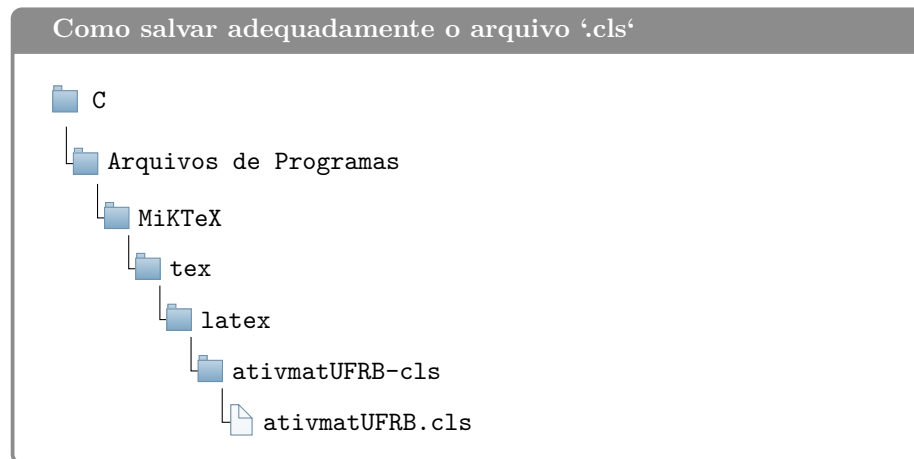 Como salvar adequadamente o arquivo ‘.cls‘
C
Arquivos de Programas
MiKTeX
tex
latex
ativmatUFRB-cls
ativmatUFRB.cls